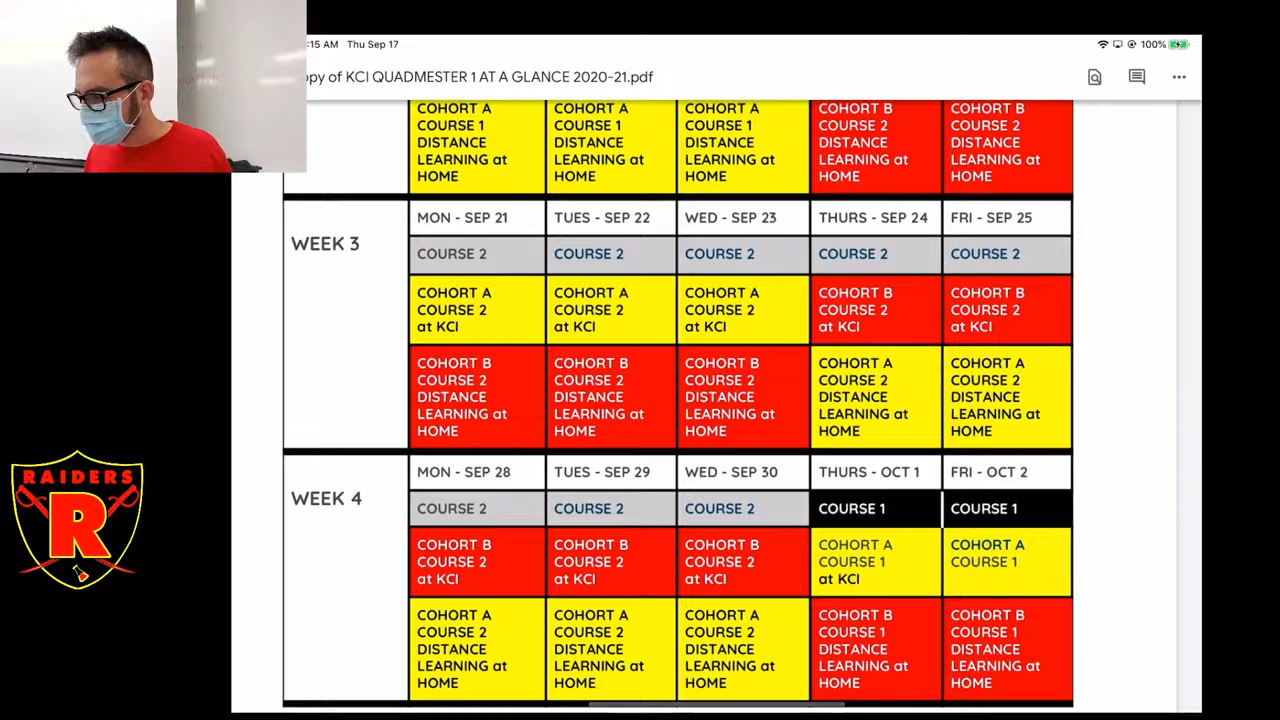 :15 AM Thu Sep 17
100%
opy of KCI QUADMESTER 1 AT A GLANCE 2020-21.pdf
COHORT A COURSE 1 DISTANCE LEARNING at HOME
COHORT A COURSE 1 DISTANCE LEARNING at HOME
COHORT A COURSE 1 DISTANCE LEARNING at HOME
COHORT B COURSE 2 DISTANCE LEARNING at HOME
COHORT B COURSE 2 DISTANCE LEARNING at HOME
WEEK 3
MON - SEP 21
TUES - SEP 22
WED - SEP 23
THURS - SEP 24
FRI - SEP 25
COURSE 2
COURSE 2
COURSE 2
COURSE 2
COURSE 2
COHORT A COURSE 2 at KCI
COHORT A COURSE 2 at KCI
COHORT A COURSE 2 at KCI
COHORT B COURSE 2 at KCI
COHORT B COURSE 2 at KCI
COHORT B COURSE 2 DISTANCE LEARNING at HOME
COHORT B COURSE 2 DISTANCE LEARNING at HOME
COHORT B COURSE 2 DISTANCE LEARNING at HOME
COHORT A COURSE 2 DISTANCE LEARNING at HOME
COHORT A COURSE 2 DISTANCE LEARNING at HOME
WEEK 4
MON - SEP 28
TUES - SEP 29
WED - SEP 30
THURS - OCT 1
FRI - OCT 2
COURSE 2
COURSE 2
COURSE 2
COURSE 1
COURSE 1
COHORT B COURSE 2 at KCI
COHORT B COURSE 2 at KCI
COHORT B COURSE 2 at KCI
COHORT A COURSE 1 at KCI
COHORT A COURSE 1
COHORT A COURSE 2 DISTANCE LEARNING at HOME
COHORT A COURSE 2 DISTANCE LEARNING at HOME
COHORT A COURSE 2 DISTANCE LEARNING at HOME
COHORT B COURSE 1 DISTANCE LEARNING at HOME
COHORT B COURSE 1 DISTANCE LEARNING at HOME
RAIDERS
R